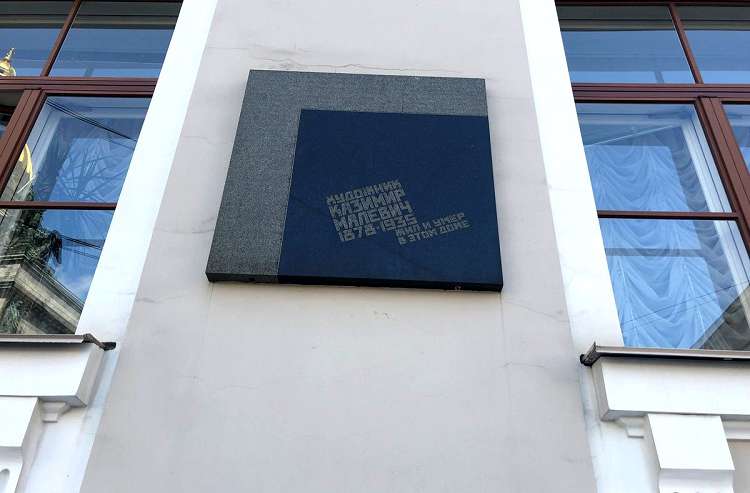 ХУДОЖНИК
КАЗИМИР
МАЛЕВИЧ
1878-1935
ЖИЛ И УМЕР
В ЭТОМ ДОМЕ